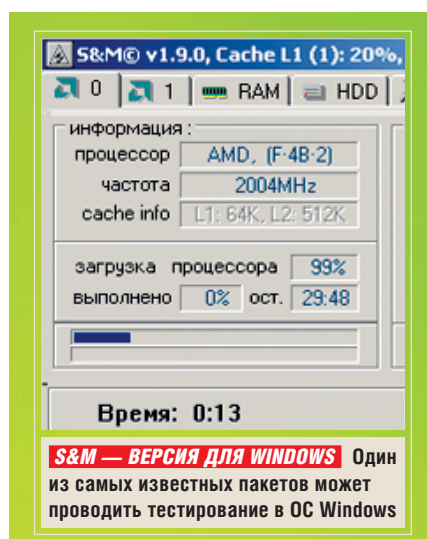 S&M© v1.9.0, Cache L1 (1): 20%,
0 1 RAM HDD
информация :
процессор AMD, (F-4B-2)
частота 2004MHz
cache info L1: 64K, L2: 512K
загрузка процессора 99%
выполнено 0% ост. 29:48
Время: 0:13
S&M — ВЕРСИЯ ДЛЯ WINDOWS Один
из самых известных пакетов может
проводить тестирование в ОС Windows